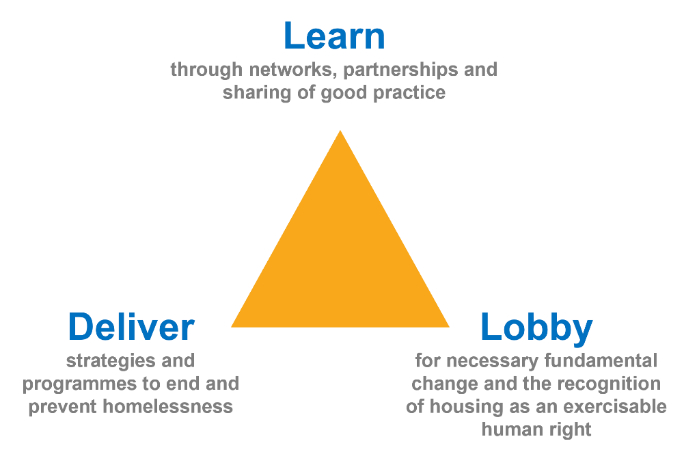 Learn
through networks, partnerships and
sharing of good practice
Deliver
strategies and
programmes to end and
prevent homelessness
Lobby
for necessary fundamental
change and the recognition
of housing as an exercisable
human right